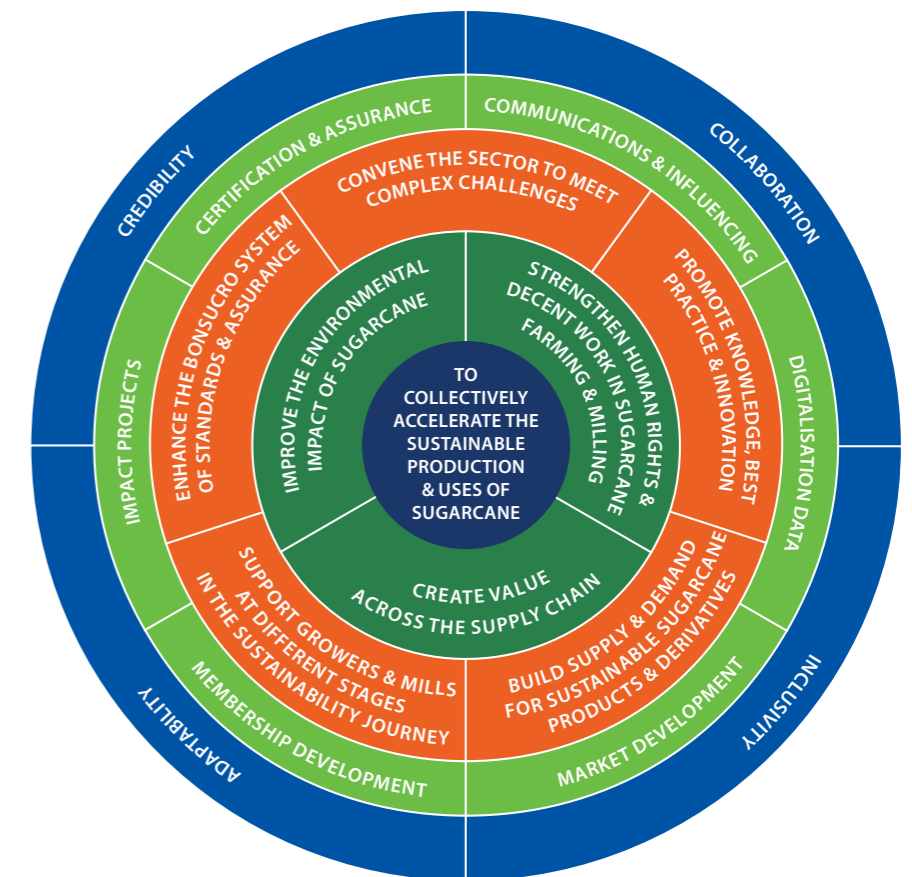 TO
COLLECTIVELY
ACCELERATE THE
SUSTAINABLE
PRODUCTION
& USES OF
SUGARCANE
IMPROVE THE ENVIRONMENTAL
IMPACT OF SUGARCANE
STRENGTHEN HUMAN RIGHTS &
DECENT WORK IN SUGARCANE
FARMING & MILLING
CREATE VALUE
ACROSS THE SUPPLY CHAIN
CONVENE THE SECTOR TO MEET
COMPLEX CHALLENGES
PROMOTE KNOWLEDGE, BEST
PRACTICE & INNOVATION
BUILD SUPPLY & DEMAND
FOR SUSTAINABLE SUGARCANE
PRODUCTS & DERIVATIVES
SUPPORT GROWERS & MILLS
AT DIFFERENT STAGES
IN THE SUSTAINABILITY JOURNEY
ENHANCE THE BONSUCRO SYSTEM
OF STANDARDS & ASSURANCE
CERTIFICATION & ASSURANCE
COMMUNICATIONS & INFLUENCING
DIGITALISATION DATA
MARKET DEVELOPMENT
MEMBERSHIP DEVELOPMENT
IMPACT PROJECTS
CREDIBILITY
COLLABORATION
INCLUSIVITY
ADAPTABILITY